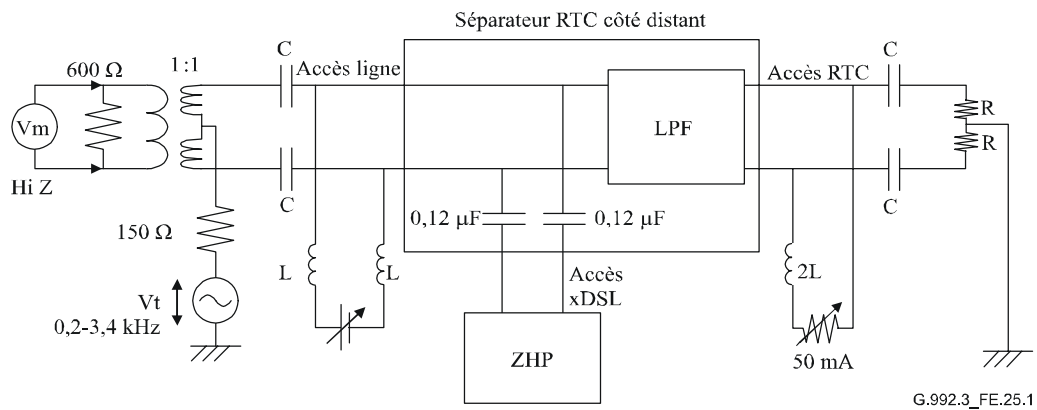 Séparateur RTC côté distant
600 Ω
1:1
C
Accès ligne
Accès RTC
C
Vm
LPF
R
R
Hi Z
C
C
150 Ω
0,12 µF
0,12 µF
L
L
2L
Accès
xDSL
Vt
0,2-3,4 kHz
ZHP
50 mA
G.992.3_FE.25.1